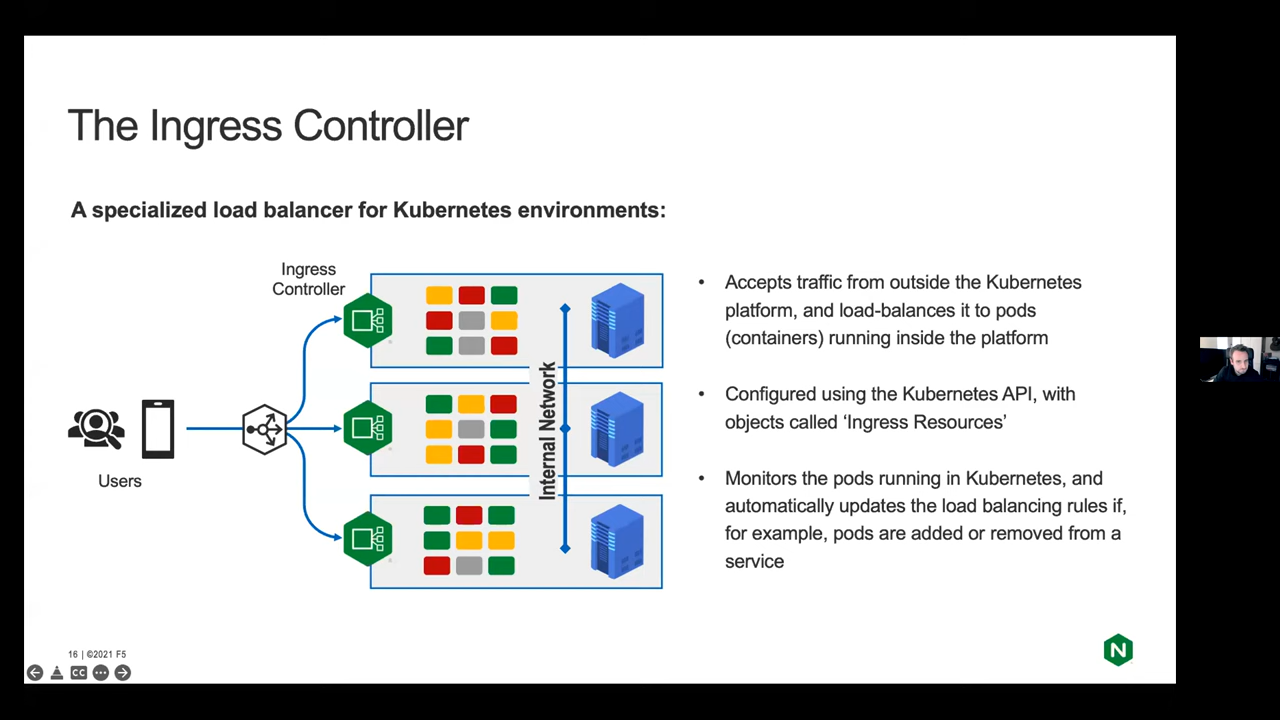 The Ingress Controller
A specialized load balancer for Kubernetes environments:
Ingress
Controller
Internal Network
Users
• Accepts traffic from outside the Kubernetes
platform, and load-balances it to pods
(containers) running inside the platform
• Configured using the Kubernetes API, with
objects called ‘Ingress Resources’
• Monitors the pods running in Kubernetes, and
automatically updates the load balancing rules if,
for example, pods are added or removed from a
service
16 | ©2021 F5
CC
N